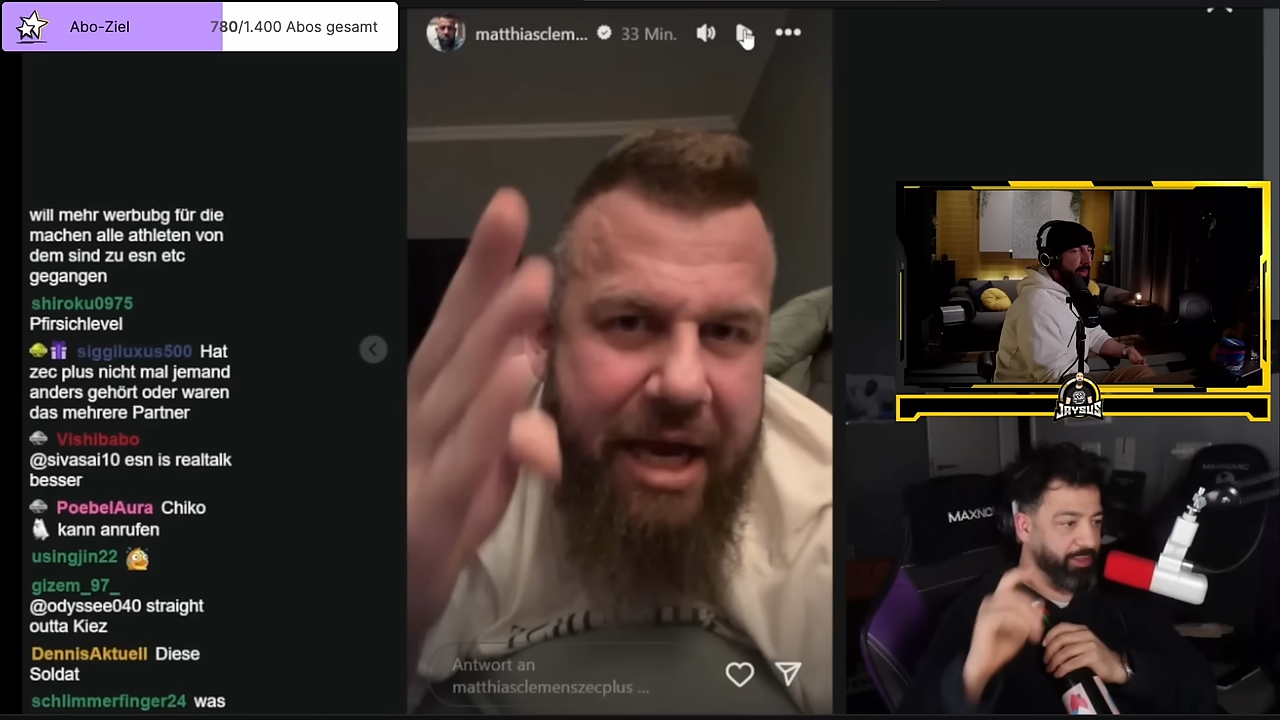 Abo-Ziel
780/1.400 Abos gesamt
matthiasclem... 33 Min.
will mehr werbubg für die
machen alle athleten von
dem sind zu esn etc
gegangen
shiroku0975
Pfirsichlevel
siggiluxus500 Hat
zec plus nicht mal jemand
anders gehört oder waren
das mehrere Partner
Vishibabo
@sivasai10 esn is realtalk
besser
PoebelAura Chiko
kann anrufen
usingjin22
gizem_97_
@odyssee040 straight
outta Kiez
DennisAktuell Diese
Soldat
schlimmerfinger24 was
Antwort an
matthiasclemenszecplus ...
JAYSUS